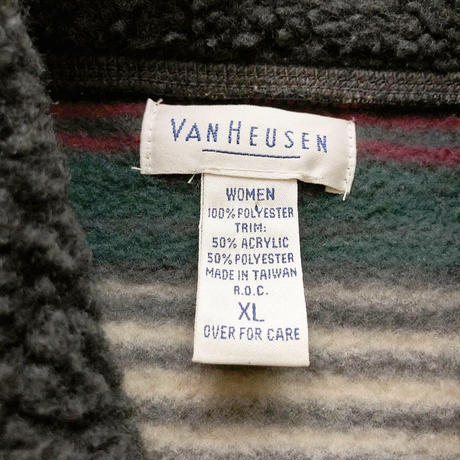 VAN HEUSEN
WOMEN
100% POLYESTER
TRIM:
50% ACRYLIC
50% POLYESTER
MADE IN TAIWAN
R.O.C.
XL
OVER FOR CARE